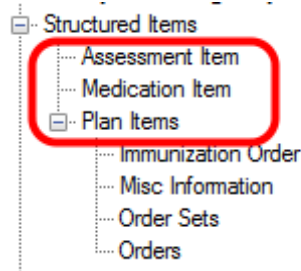 Structured Items
Assessment Item
Medication Item
Plan Items
Immunization Order
Misc Information
Order Sets
Orders